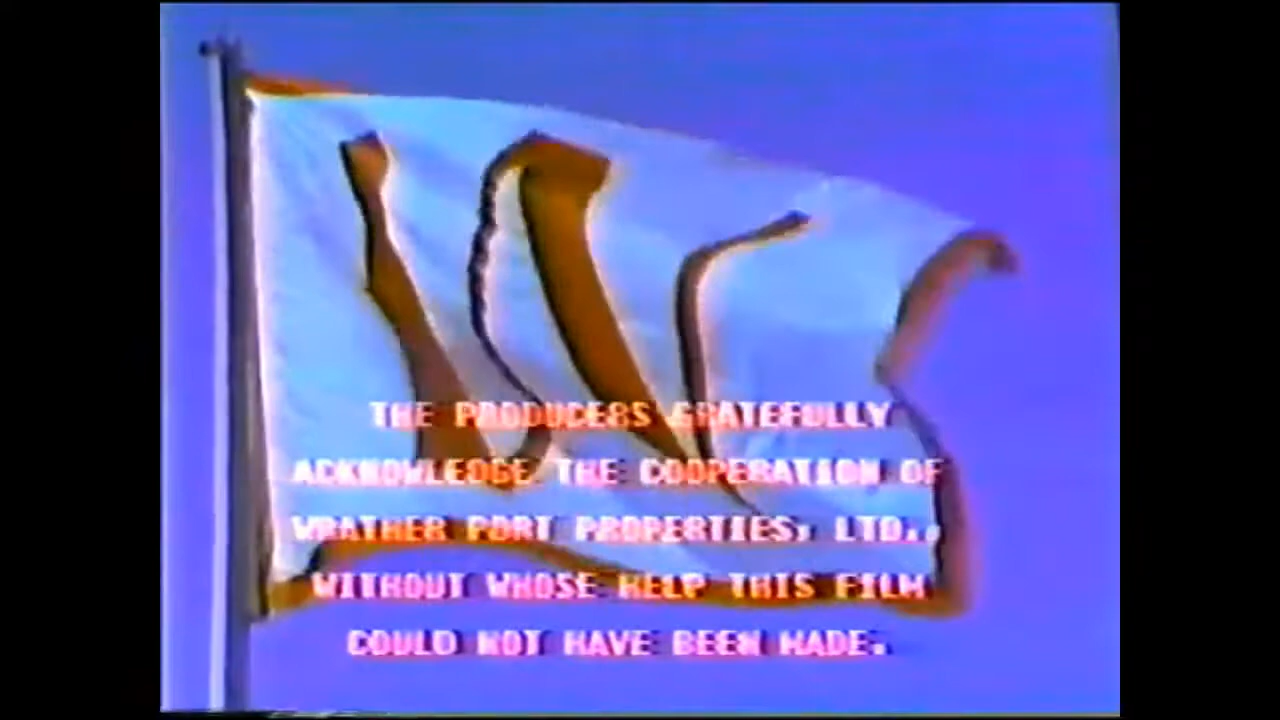 THE PRODUCERS GRATEFULLY
ACKNOWLEDGE THE COOPERATION OF
WRATHER PORT PROPERTIES, LTD.,
WITHOUT WHOSE HELP THIS FILM
COULD NOT HAVE BEEN MADE.